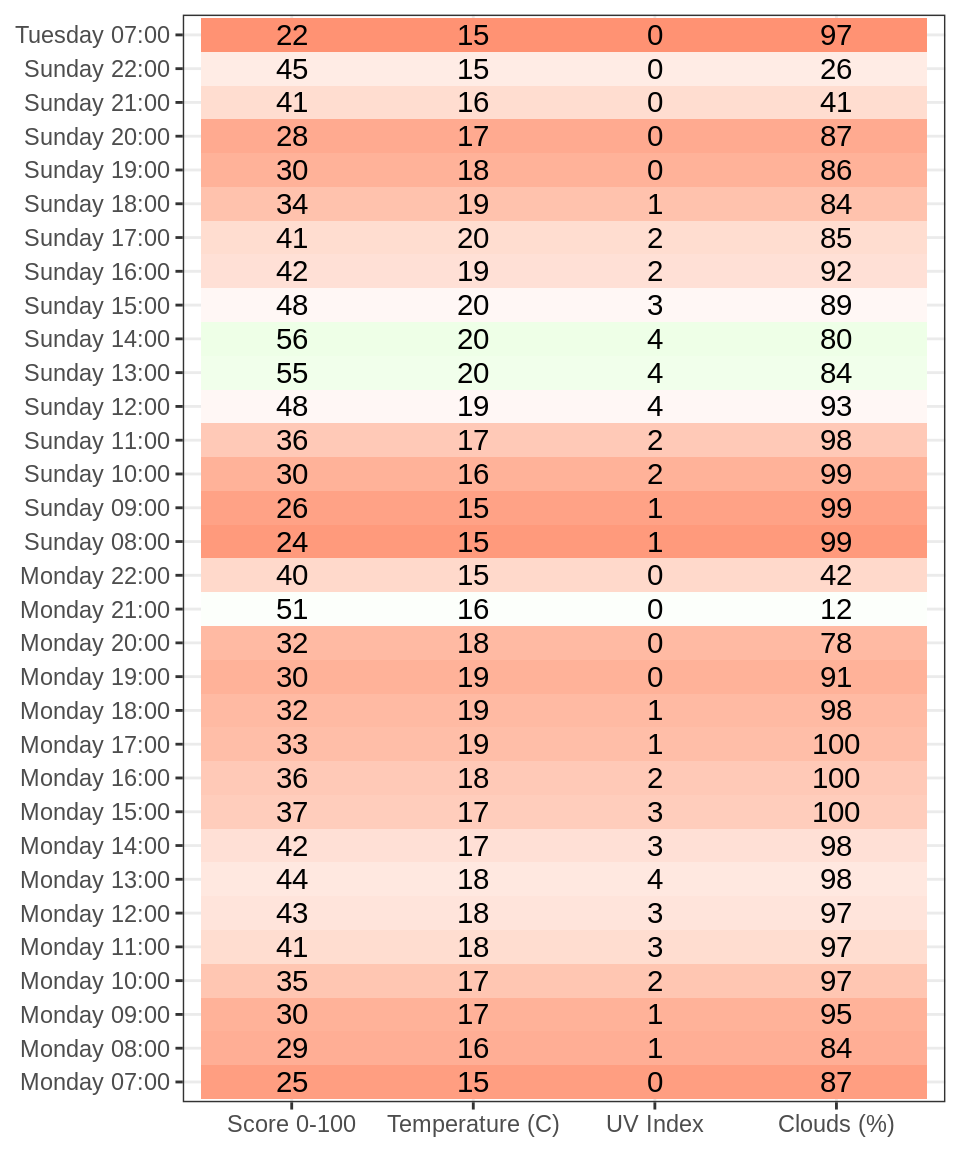 Tuesday 07:00 22 15 0 97
Sunday 22:00 45 15 0 26
Sunday 21:00 41 16 0 41
Sunday 20:00 28 17 0 87
Sunday 19:00 30 18 0 86
Sunday 18:00 34 19 1 84
Sunday 17:00 41 20 2 85
Sunday 16:00 42 19 2 92
Sunday 15:00 48 20 3 89
Sunday 14:00 56 20 4 80
Sunday 13:00 55 20 4 84
Sunday 12:00 48 19 4 93
Sunday 11:00 36 17 2 98
Sunday 10:00 30 16 2 99
Sunday 09:00 26 15 1 99
Sunday 08:00 24 15 1 99
Monday 22:00 40 15 0 42
Monday 21:00 51 16 0 12
Monday 20:00 32 18 0 78
Monday 19:00 30 19 0 91
Monday 18:00 32 19 1 98
Monday 17:00 33 19 1 100
Monday 16:00 36 18 2 100
Monday 15:00 37 17 3 100
Monday 14:00 42 17 3 98
Monday 13:00 44 18 4 98
Monday 12:00 43 18 3 97
Monday 11:00 41 18 3 97
Monday 10:00 35 17 2 97
Monday 09:00 30 17 1 95
Monday 08:00 29 16 1 84
Monday 07:00 25 15 0 87
Score 0-100 Temperature (C) UV Index Clouds (%)